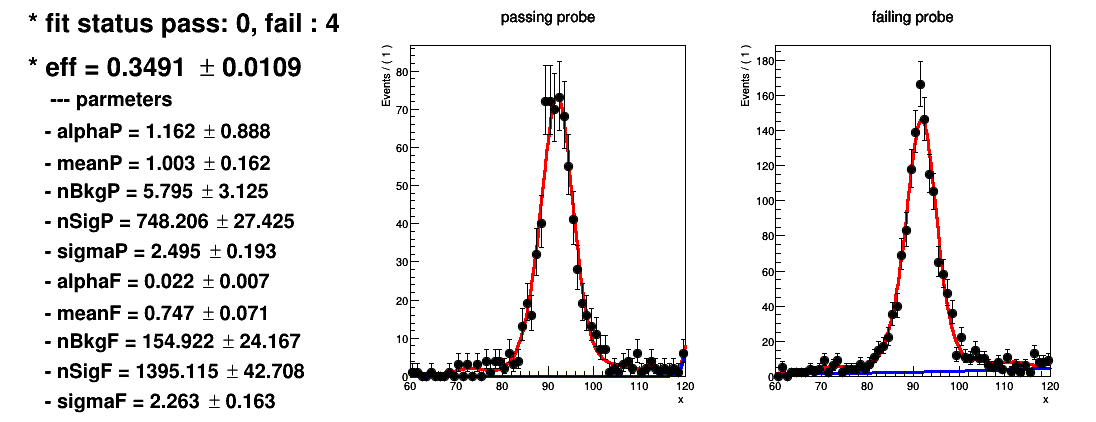 * fit status pass: 0, fail : 4
* eff = 0.3491 ± 0.0109
--- parmeters
- alphaP = 1.162 ± 0.888
- meanP = 1.003 ± 0.162
- nBkgP = 5.795 ± 3.125
- nSigP = 748.206 ± 27.425
- sigmaP = 2.495 ± 0.193
- alphaF = 0.022 ± 0.007
- meanF = 0.747 ± 0.071
- nBkgF = 154.922 ± 24.167
- nSigF = 1395.115 ± 42.708
- sigmaF = 2.263 ± 0.163
passing probe
Events / ( 1 )
80
70
60
50
40
30
20
10
0
60 70 80 90 100 110 120
x
failing probe
Events / ( 1 )
180
160
140
120
100
80
60
40
20
0
60 70 80 90 100 110 120
x